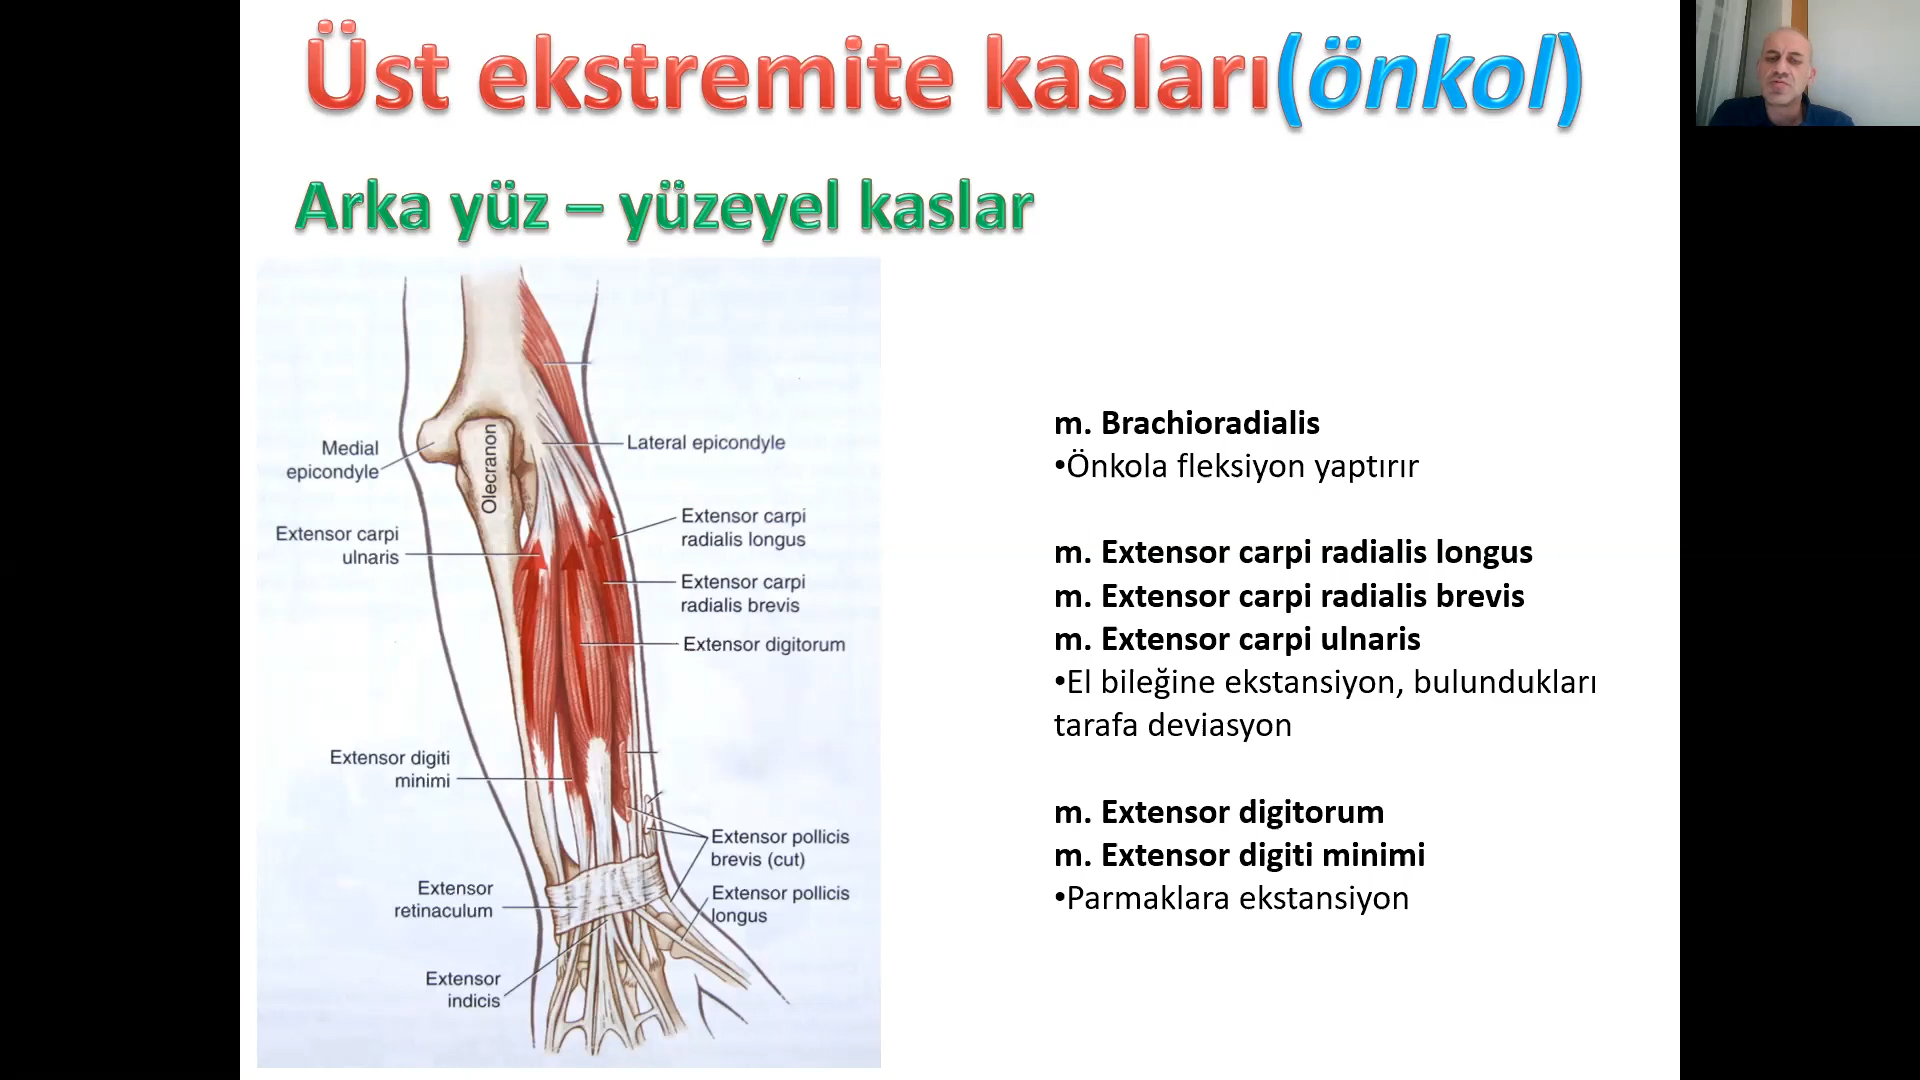 Üst ekstremite kasları(önkol)
Arka yüz – yüzeyel kaslar
Medial
epicondyle
Olecranon
Lateral epicondyle
Extensor carpi
ulnaris
Extensor carpi
radialis longus
Extensor carpi
radialis brevis
Extensor digitorum
Extensor digiti
minimi
Extensor pollicis
brevis (cut)
Extensor
retinaculum
Extensor pollicis
longus
Extensor
indicis
m. Brachioradialis
•Önkola fleksiyon yaptırır
m. Extensor carpi radialis longus
m. Extensor carpi radialis brevis
m. Extensor carpi ulnaris
•El bileğine ekstansiyon, bulundukları
tarafa deviasyon
m. Extensor digitorum
m. Extensor digiti minimi
•Parmaklara ekstansiyon